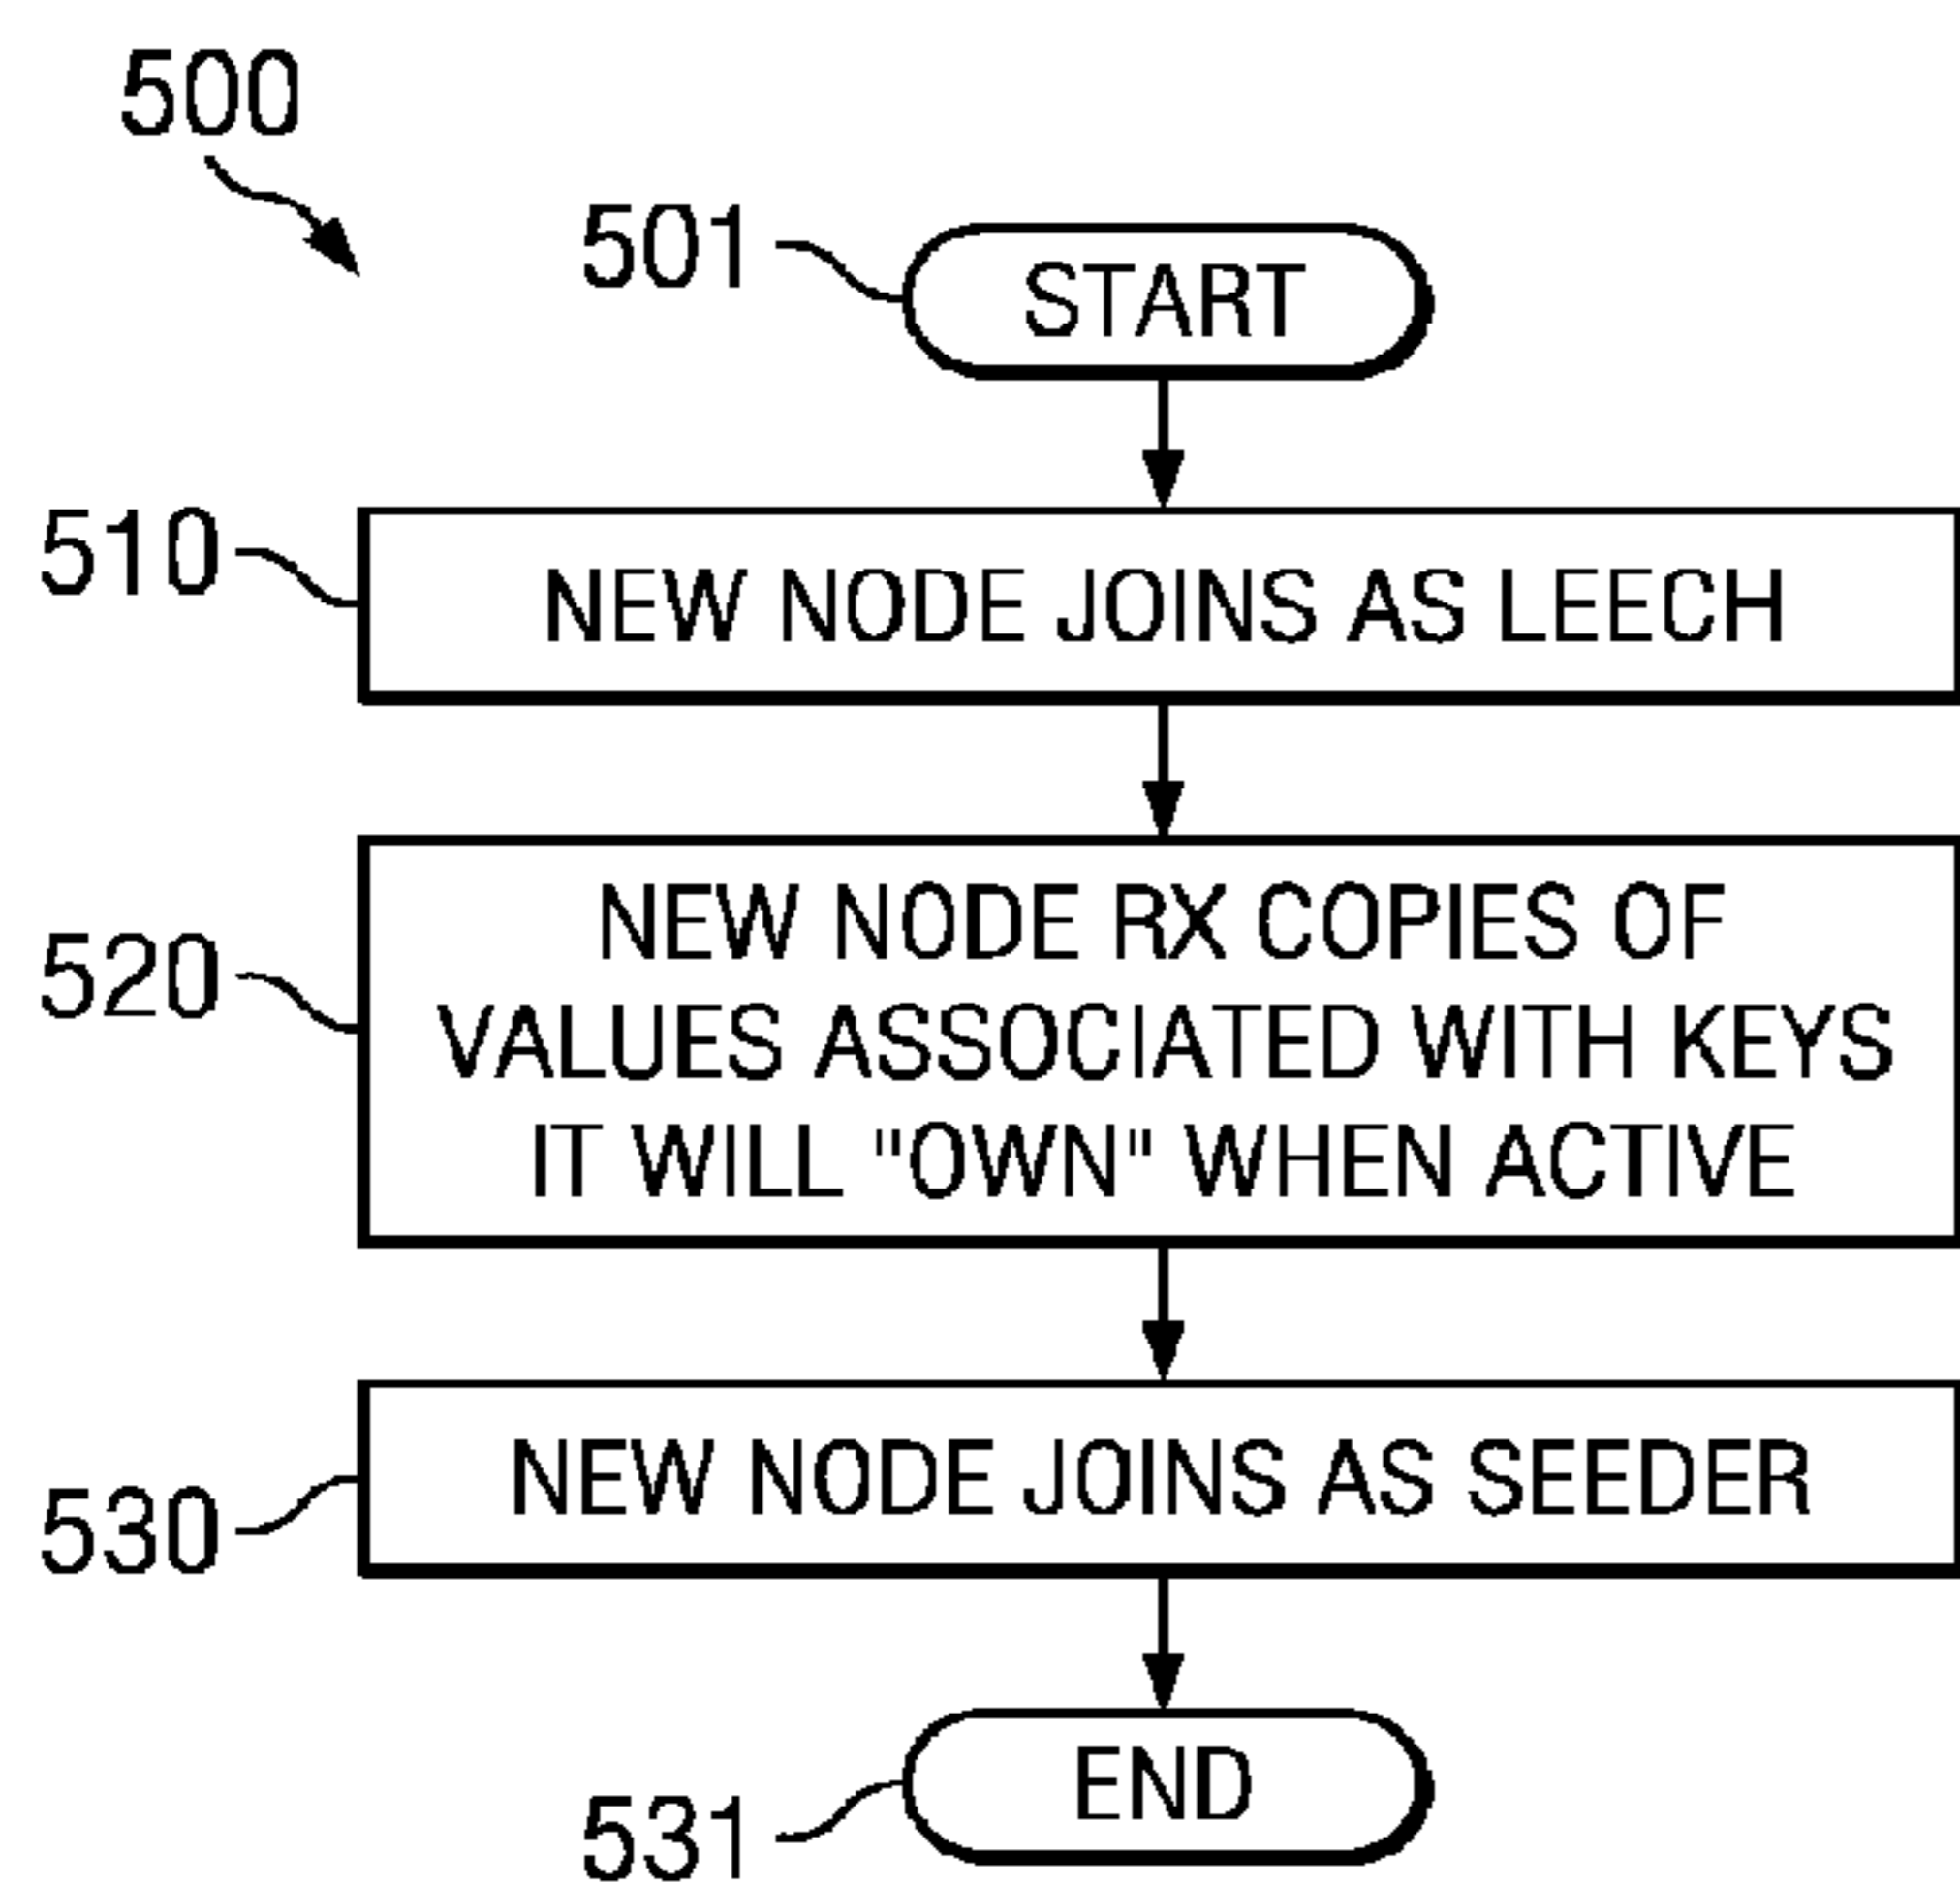 500
501
START
510
NEW NODE JOINS AS LEECH
520
NEW NODE RX COPIES OF
VALUES ASSOCIATED WITH KEYS
IT WILL "OWN" WHEN ACTIVE
530
NEW NODE JOINS AS SEEDER
531
END